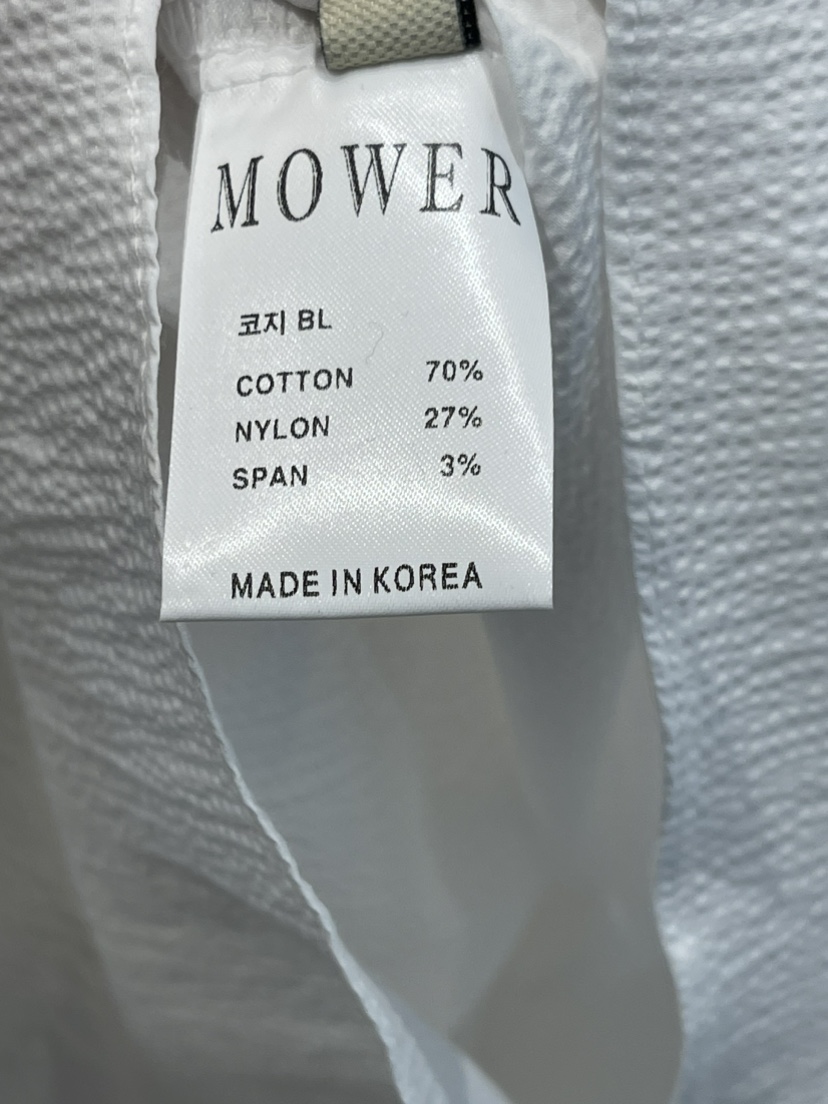 MOWER
코지 BL
COTTON 70%
NYLON 27%
SPAN 3%
MADE IN KOREA